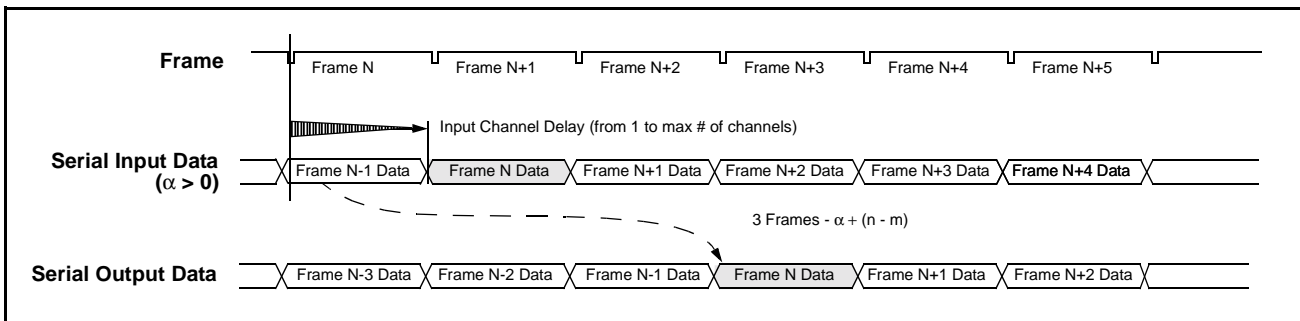 Frame
Frame N Frame N+1 Frame N+2 Frame N+3 Frame N+4 Frame N+5
Input Channel Delay (from 1 to max # of channels)
Serial Input Data
(α > 0)
Frame N-1 Data Frame N Data Frame N+1 Data Frame N+2 Data Frame N+3 Data Frame N+4 Data
3 Frames - α + (n - m)
Serial Output Data
Frame N-3 Data Frame N-2 Data Frame N-1 Data Frame N Data Frame N+1 Data Frame N+2 Data